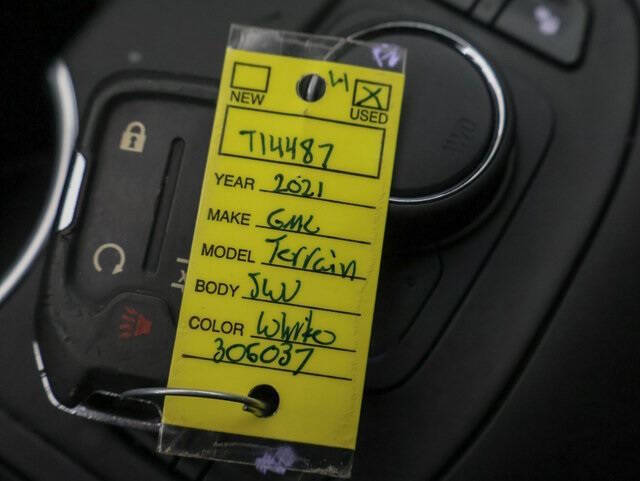 NEW
USED
T14487
YEAR 2021
MAKE GMC
MODEL Terrain
BODY SUV
COLOR White
306037